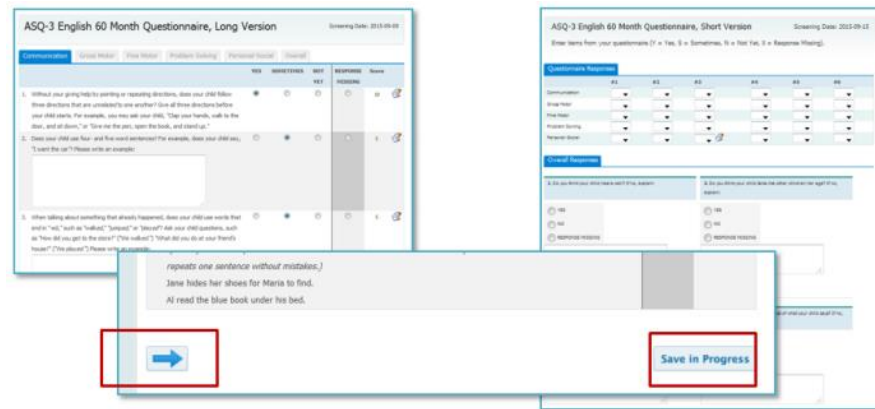 ASQ-3 English 60 Month Questionnaire, Long Version
Screening Date: 2015-09-09
Communication Gross Motor Fine Motor Problem Solving Personal Social Overall
YES SOMETIMES NOT YET RESPONSE MISSING Score
1. Without your giving help by pointing or repeating directions, does your child follow
three directions that are unrelated to one another? Give all three directions before
your child starts. For example, you may ask your child, "Clap your hands, walk to the
door, and sit down," or "Give me the pen, open the book, and stand up."
10
2. Does your child use four- and five-word sentences? For example, does your child say,
"I want the car"? Please write an example:
5
3. When talking about something that already happened, does your child use words that
end in "-ed," such as "walked," "jumped," or "played"? Ask your child questions, such
as "How did you get to the store?" ("We walked.") "What did you do at your friend's
house?" ("We played.") Please write an example:
5
ASQ-3 English 60 Month Questionnaire, Short Version
Screening Date: 2015-09-15
Enter items from your questionnaire (Y = Yes, S = Sometimes, N = Not Yet, X = Response Missing).
Questionnaire Responses
#1 #2 #3 #4 #5 #6
Communication
Gross Motor
Fine Motor
Problem Solving
Personal Social
Overall Responses
YES
NO
RESPONSE MISSING
YES
NO
RESPONSE MISSING
repeats one sentence without mistakes.)
Jane hides her shoes for Maria to find.
Al read the blue book under his bed.
Save in Progress